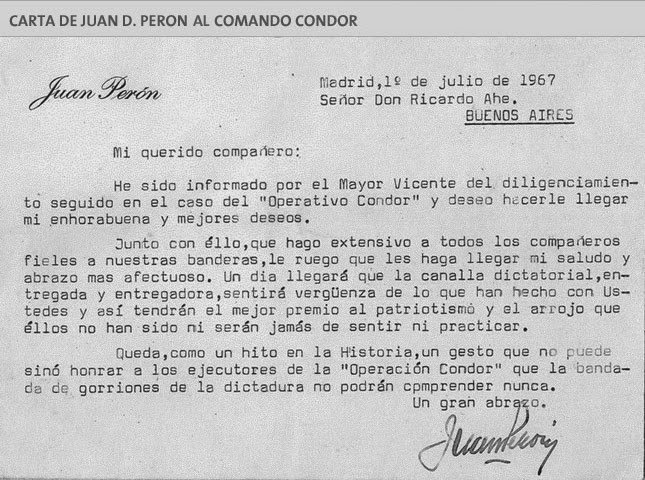 CARTA DE JUAN D. PERON AL COMANDO CONDOR
Juan Perón
Madrid,1º de julio de 1967
Señor Don Ricardo Ahe.
BUENOS AIRES
Mi querido compañero:
He sido informado por el Mayor Vicente del diligenciamien-
to seguido en el caso del "Operativo Condor" y deseo hacerle llegar
mi enhorabuena y mejores deseos.
Junto con éllo,que hago extensivo a todos los compañeros
fieles a nuestras banderas,le ruego que les haga llegar mi saludo y
abrazo mas afectuoso. Un dia llegará que la canalla dictatorial,en-
tregada y entregadora,sentirá vergüenza de lo que han hecho con Us-
tedes y así tendrán el mejor premio al patriotismo y el arrojo que
éllos no han sido ni serán jamás de sentir ni practicar.
Queda,como un hito en la Historia,un gesto que no puede
sinó honrar a los ejecutores de la "Operación Condor" que la banda-
da de gorriones de la dictadura no podrán cpmprender nunca.
Un gran abrazo.
Juan Perón